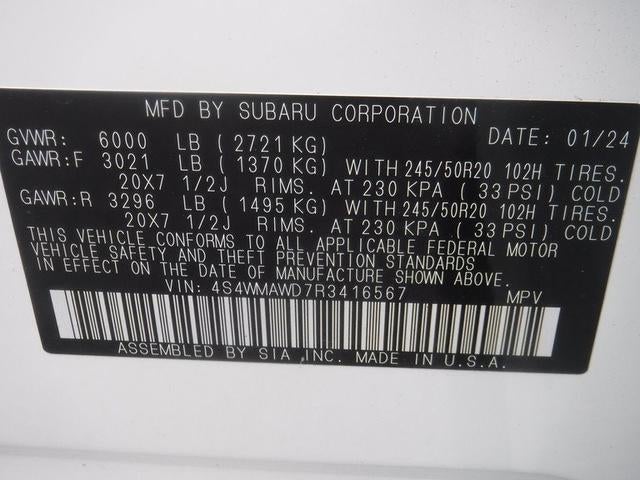 MFD BY SUBARU CORPORATION
GVWR: 6000 LB ( 2721 KG) DATE: 01/24
GAWR:F 3021 LB ( 1370 KG) WITH 245/50R20 102H TIRES.
20X7 1/2J RIMS. AT 230 KPA ( 33 PSI) COLD
GAWR:R 3296 LB ( 1495 KG) WITH 245/50R20 102H TIRES.
20X7 1/2J RIMS. AT 230 KPA ( 33 PSI) COLD
THIS VEHICLE CONFORMS TO ALL APPLICABLE FEDERAL MOTOR
VEHICLE SAFETY AND THEFT PREVENTION STANDARDS
IN EFFECT ON THE DATE OF MANUFACTURE SHOWN ABOVE.
VIN: 4S4WMAWD7R3416567 MPV
ASSEMBLED BY SIA ,INC. MADE IN U.S.A.